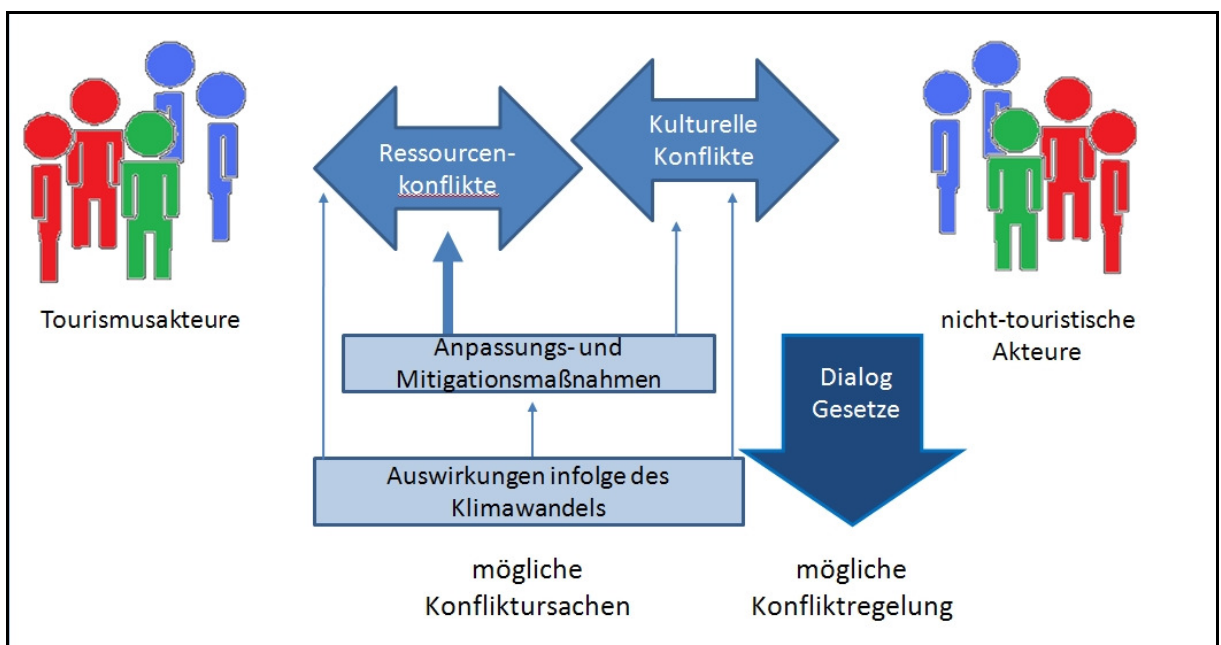 Ressourcen-
konflikte
Kulturelle
Konflikte
Tourismusakteure
nicht-touristische
Akteure
Anpassungs- und
Mitigationsmaßnahmen
Dialog
Gesetze
Auswirkungen infolge des
Klimawandels
mögliche
Konfliktursachen
mögliche
Konfliktregelung